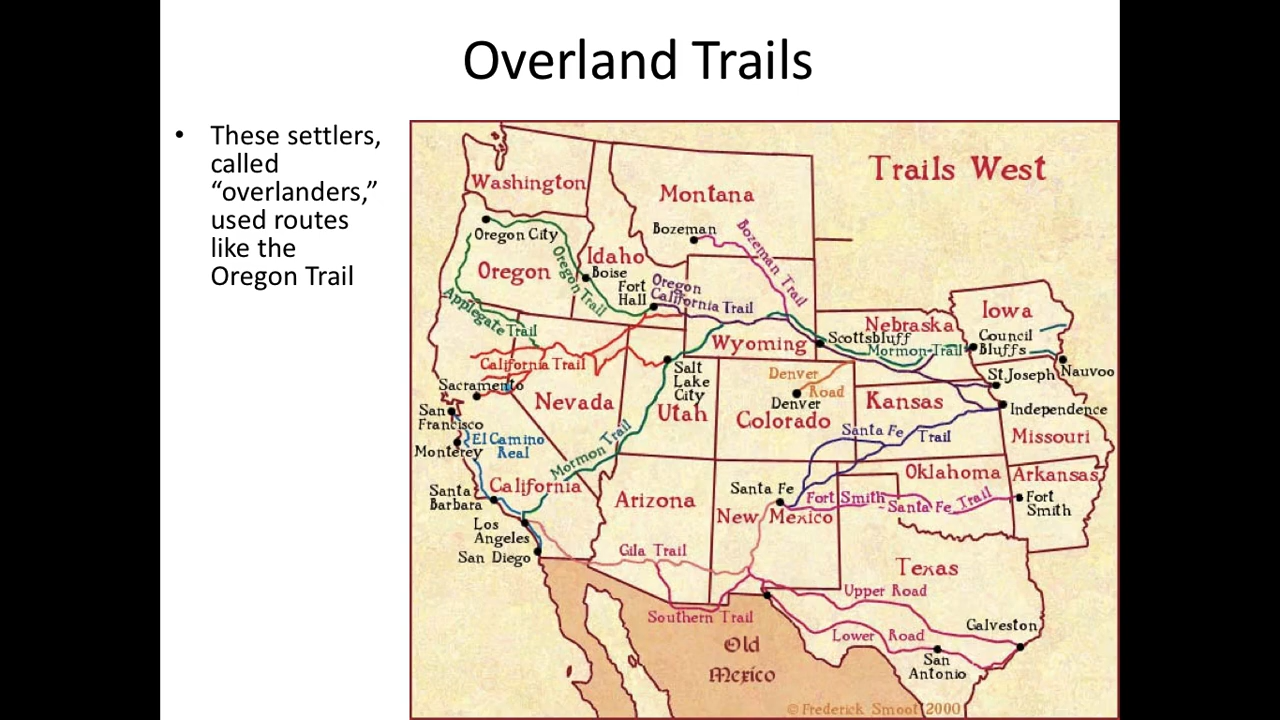 Overland Trails
• These settlers,
called
“overlanders,”
used routes
like the
Oregon Trail
Trails West
Washington
Montana
Bozeman
Bozeman Trail
Oregon City
Oregon
Oregon Trail
Idaho
Boise
Fort
Hall
Oregon
California Trail
Applegate Trail
California Trail
Wyoming
Scottsbluff
Nebraska
Mormon Trail
Iowa
Council
Bluffs
Nauvoo
St. Joseph
Independence
Sacramento
San
Francisco
Monterey
El Camino
Real
Nevada
Salt
Lake
City
Utah
Mormon Trail
Denver
Road
Denver
Colorado
Kansas
Santa Fe Trail
Missouri
Santa
Barbara
California
Los
Angeles
San Diego
Arizona
Gila Trail
Southern Trail
Santa Fe
New Mexico
Fort Smith - Santa Fe Trail
Oklahoma
Arkansas
Fort
Smith
Texas
Upper Road
Lower Road
Galveston
San
Antonio
Old
Mexico
© Frederick Smoot 2000